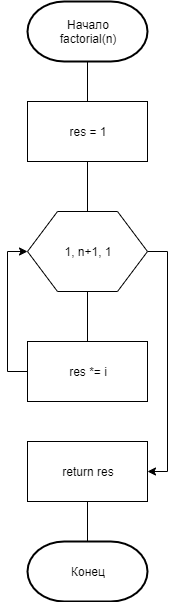 Начало
factorial(n)
res = 1
1, n+1, 1
res *= i
return res
Конец